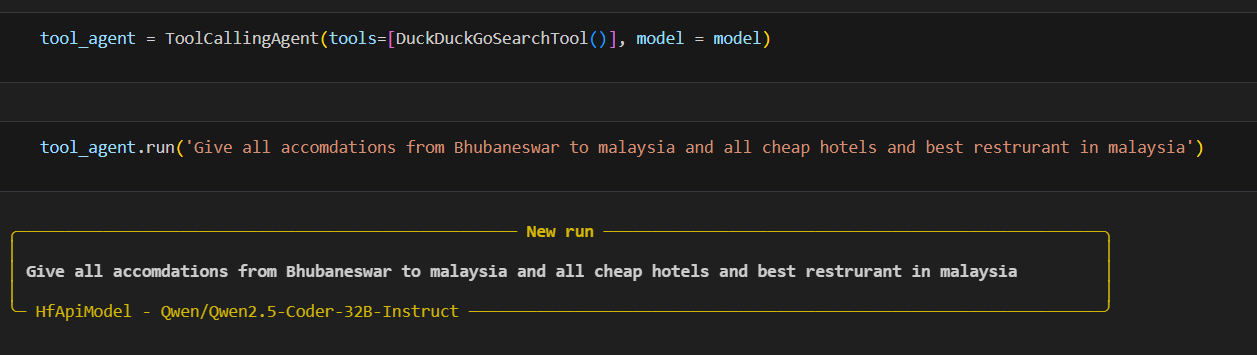 tool_agent = ToolCallingAgent(tools=[DuckDuckGoSearchTool()], model = model)
tool_agent.run('Give all accomdations from Bhubaneswar to malaysia and all cheap hotels and best restrurant in malaysia')
New run
Give all accomdations from Bhubaneswar to malaysia and all cheap hotels and best restrurant in malaysia
HfApiModel - Qwen/Qwen2.5-Coder-32B-Instruct